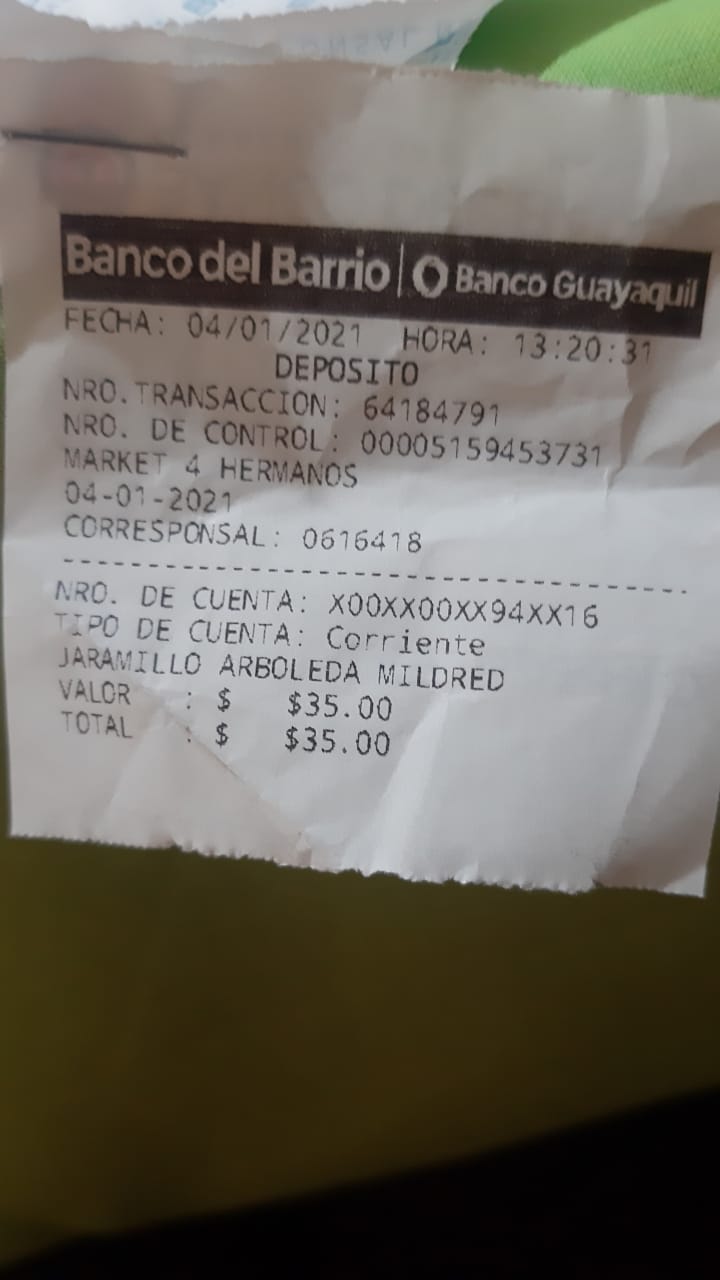 Banco del Barrio | Banco Guayaquil
FECHA: 04/01/2021 HORA: 13:20:31
DEPOSITO
NRO.TRANSACCION: 64184791
NRO. DE CONTROL: 00005159453731
MARKET 4 HERMANOS
04-01-2021
CORRESPONSAL: 0616418
--------------------------------------
NRO. DE CUENTA: X00XX00XX94XX16
TIPO DE CUENTA: Corriente
JARAMILLO ARBOLEDA MILDRED
VALOR : $ $35.00
TOTAL : $ $35.00